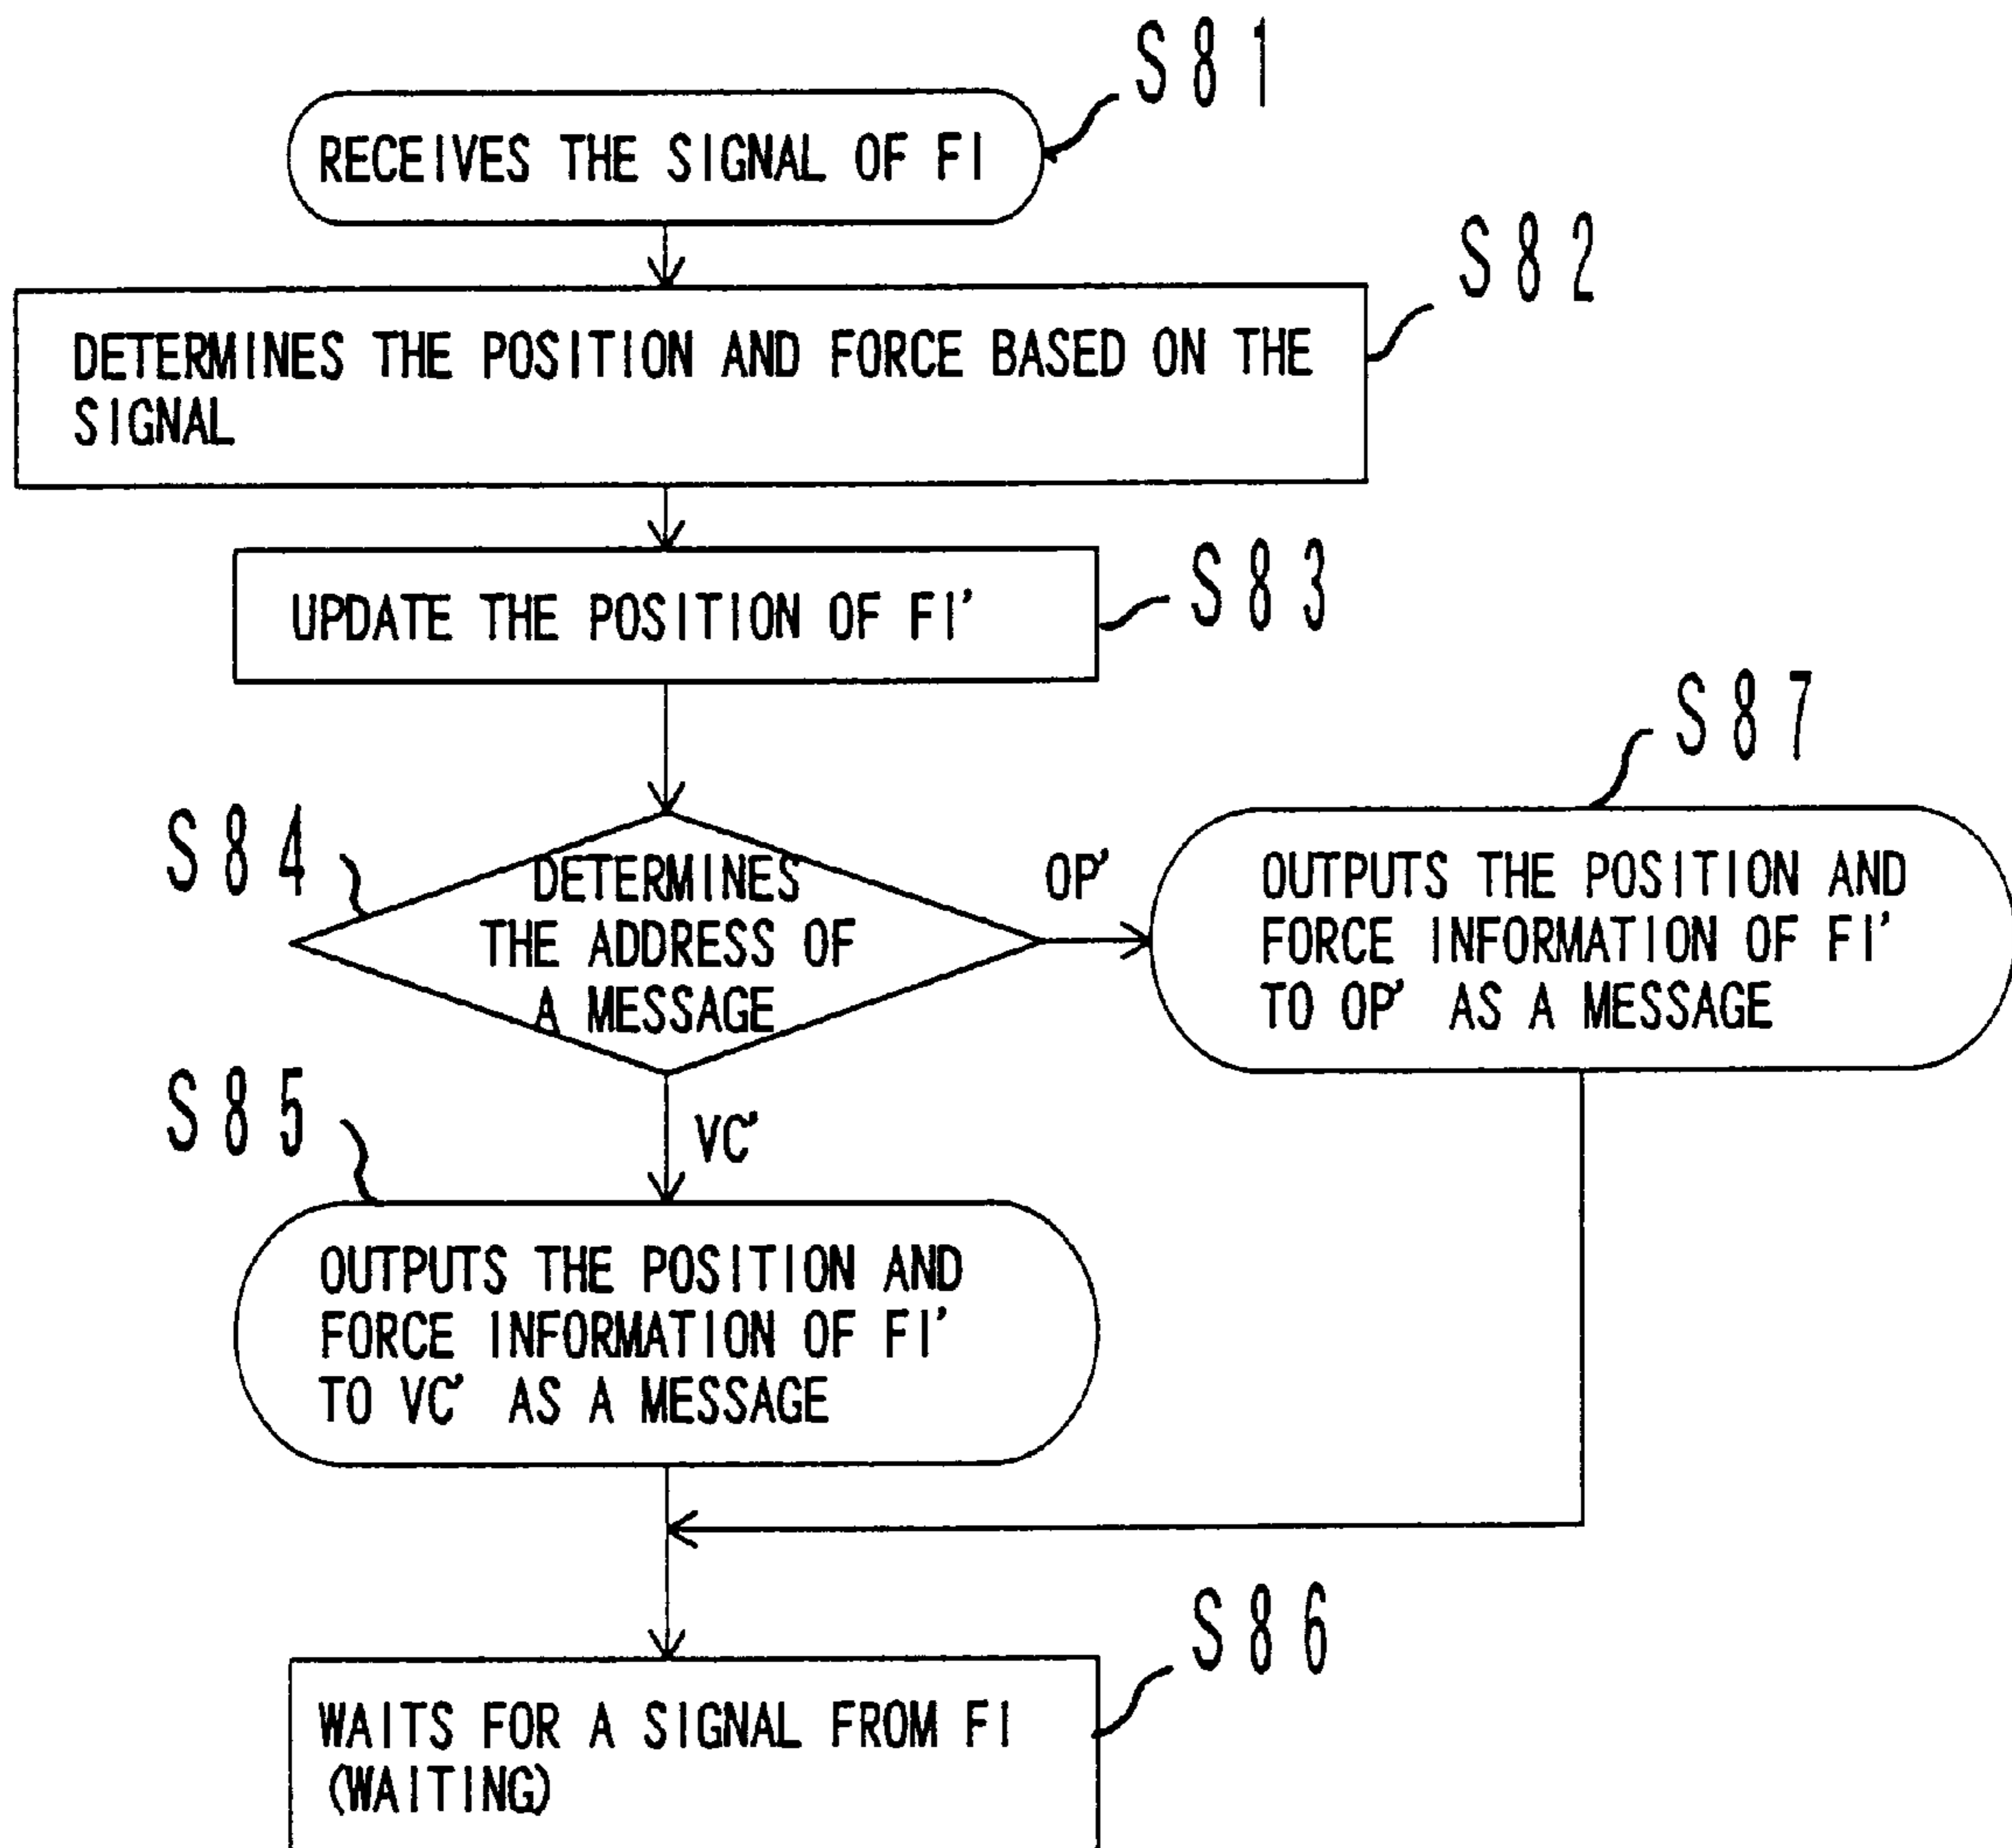 S81
RECEIVES THE SIGNAL OF FI
S82
DETERMINES THE POSITION AND FORCE BASED ON THE
SIGNAL
S83
UPDATE THE POSITION OF FI'
S84
DETERMINES
THE ADDRESS OF
A MESSAGE
OP'
S87
OUTPUTS THE POSITION AND
FORCE INFORMATION OF FI'
TO OP' AS A MESSAGE
VC'
S85
OUTPUTS THE POSITION AND
FORCE INFORMATION OF FI'
TO VC' AS A MESSAGE
S86
WAITS FOR A SIGNAL FROM FI
(WAITING)